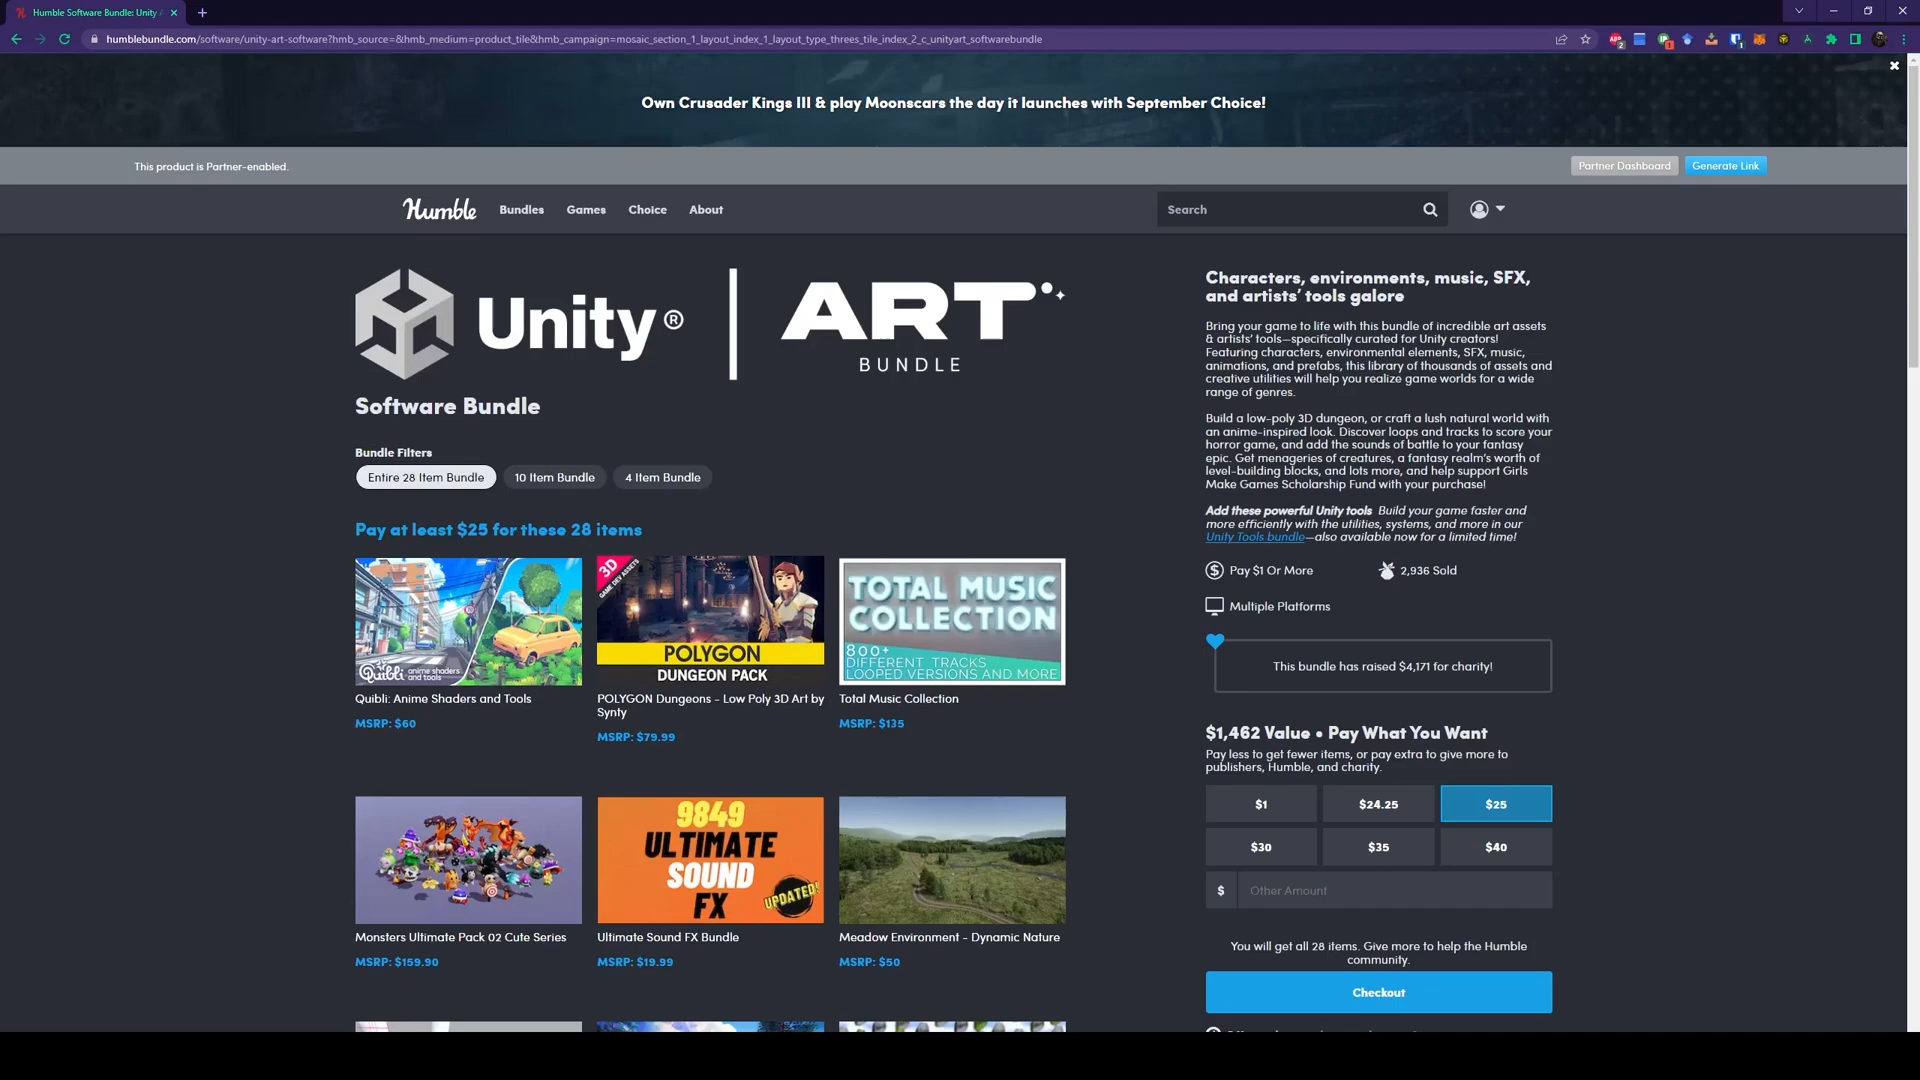 Humble Software Bundle: Unity A
humblebundle.com/software/unity-art-software?hmb_source=&hmb_medium=product_tile&hmb_campaign=mosaic_section_1_layout_index_1_layout_type_threes_tile_index_2_c_unityart_softwarebundle
Own Crusader Kings III & play Moonscars the day it launches with September Choice!
This product is Partner-enabled.
Partner Dashboard
Generate Link
Humble
Bundles
Games
Choice
About
Search
Unity®
ART
BUNDLE
Software Bundle
Bundle Filters
Entire 28 Item Bundle
10 Item Bundle
4 Item Bundle
Pay at least $25 for these 28 items
Quibli anime shaders
and tools
Quibli: Anime Shaders and Tools
MSRP: $60
3D
GAME DEV ASSETS
POLYGON
DUNGEON PACK
POLYGON Dungeons - Low Poly 3D Art by
Synty
MSRP: $79.99
TOTAL MUSIC
COLLECTION
800+
DIFFERENT TRACKS
LOOPED VERSIONS AND MORE
Total Music Collection
MSRP: $135
Monsters Ultimate Pack 02 Cute Series
MSRP: $159.90
9849
ULTIMATE
SOUND
FX
UPDATED!
Ultimate Sound FX Bundle
MSRP: $19.99
Meadow Environment - Dynamic Nature
MSRP: $50
Characters, environments, music, SFX,
and artists’ tools galore
Bring your game to life with this bundle of incredible art assets
& artists’ tools—specifically curated for Unity creators!
Featuring characters, environmental elements, SFX, music,
animations, and prefabs, this library of thousands of assets and
creative utilities will help you realize game worlds for a wide
range of genres.
Build a low-poly 3D dungeon, or craft a lush natural world with
an anime-inspired look. Discover loops and tracks to score your
horror game, and add the sounds of battle to your fantasy
epic. Get menageries of creatures, a fantasy realm’s worth of
level-building blocks, and lots more, and help support Girls
Make Games Scholarship Fund with your purchase!
Add these powerful Unity tools Build your game faster and
more efficiently with the utilities, systems, and more in our
Unity Tools bundle—also available now for a limited time!
Pay $1 Or More
2,936 Sold
Multiple Platforms
This bundle has raised $4,171 for charity!
$1,462 Value • Pay What You Want
Pay less to get fewer items, or pay extra to give more to
publishers, Humble, and charity.
$1
$24.25
$25
$30
$35
$40
$
Other Amount
You will get all 28 items. Give more to help the Humble
community.
Checkout